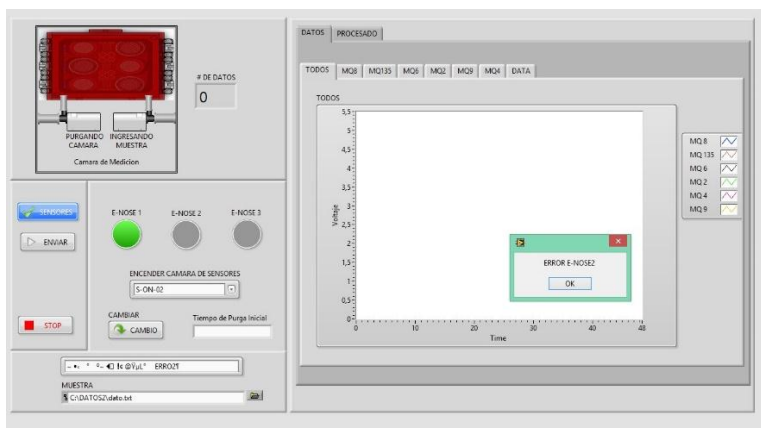 # DE DATOS
0
PURGANDO CAMARA
INGRESANDO MUESTRA
Camara de Medicion
SENSORES
ENVIAR
STOP
E-NOSE 1
E-NOSE 2
E-NOSE 3
ENCENDER CAMARA DE SENSORES
S-ON-02
CAMBIAR
CAMBIO
Tiempo de Purga Inicial
MUESTRA
C:\DATOS2\dato.txt
DATOS PROCESADO
TODOS MQ8 MQ135 MQ6 MQ2 MQ9 MQ4 DATA
TODOS
5,5
5
4,5
4
3,5
3
2,5
2
1,5
1
0,5
0
Voltaje
0 10 20 30 40 48
Time
MQ 8
MQ 135
MQ 6
MQ 2
MQ 4
MQ 9
ERROR E-NOSE2
OK